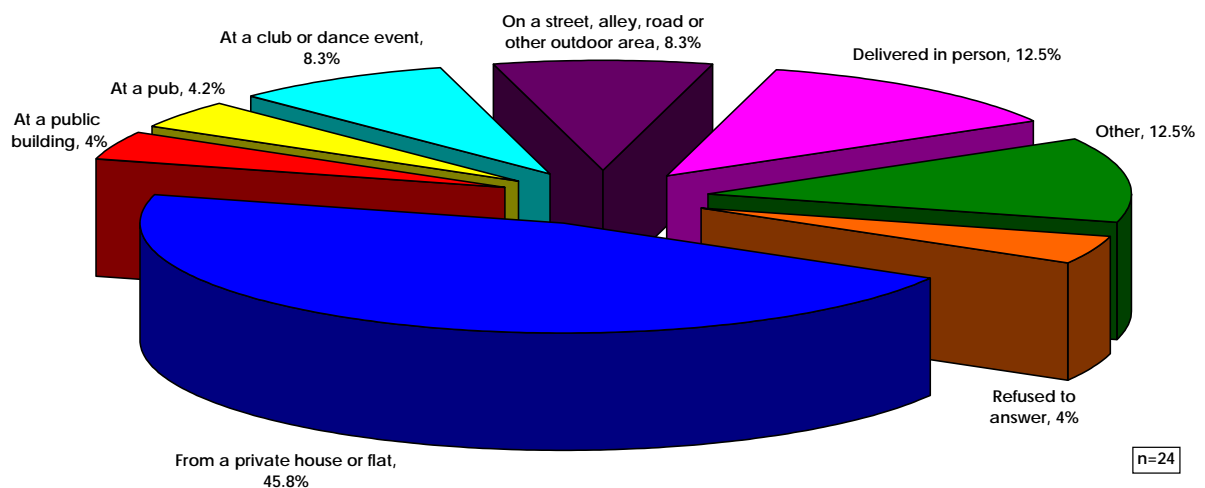 On a street, alley, road or
other outdoor area, 8.3%
At a club or dance event,
8.3%
Delivered in person, 12.5%
At a pub, 4.2%
At a public
building, 4%
Other, 12.5%
Refused to
answer, 4%
From a private house or flat,
45.8%
n=24